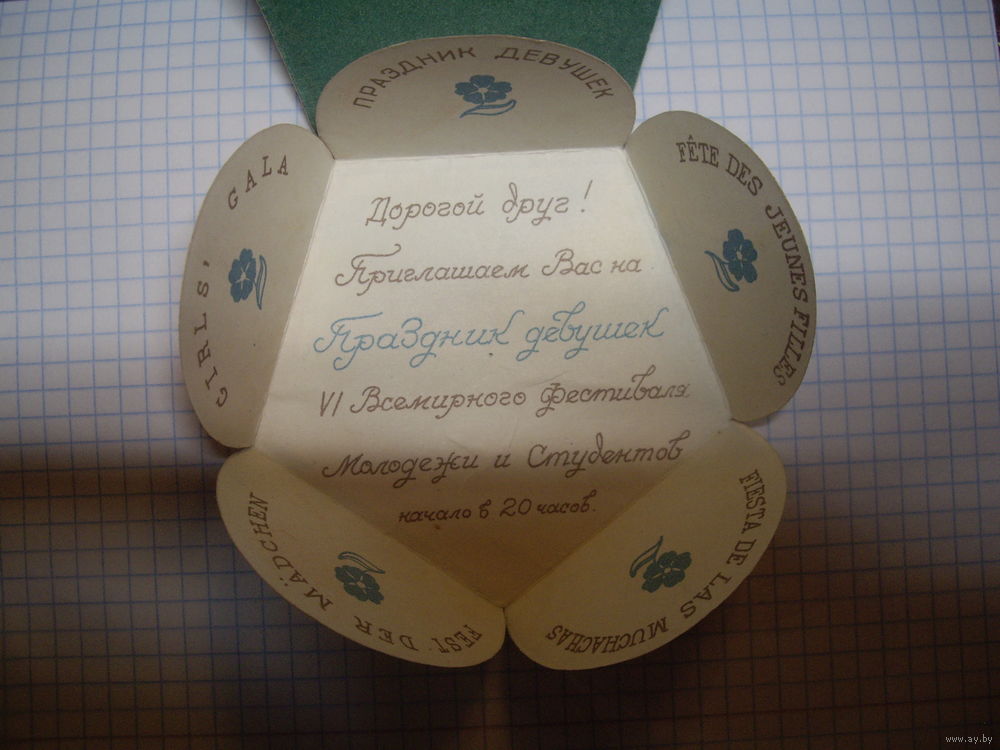 ПРАЗДНИК ДЕВУШЕК
GIRLS' GALA
FÊTE DES JEUNES FILLES
Дорогой друг!
Приглашаем Вас на
Праздник девушек
VI Всемирного Фестиваля
Молодежи и Студентов
начало в 20 часов.
FEST DER MÄDCHEN
FIESTA DE LAS MUCHACHAS
www.ay.by